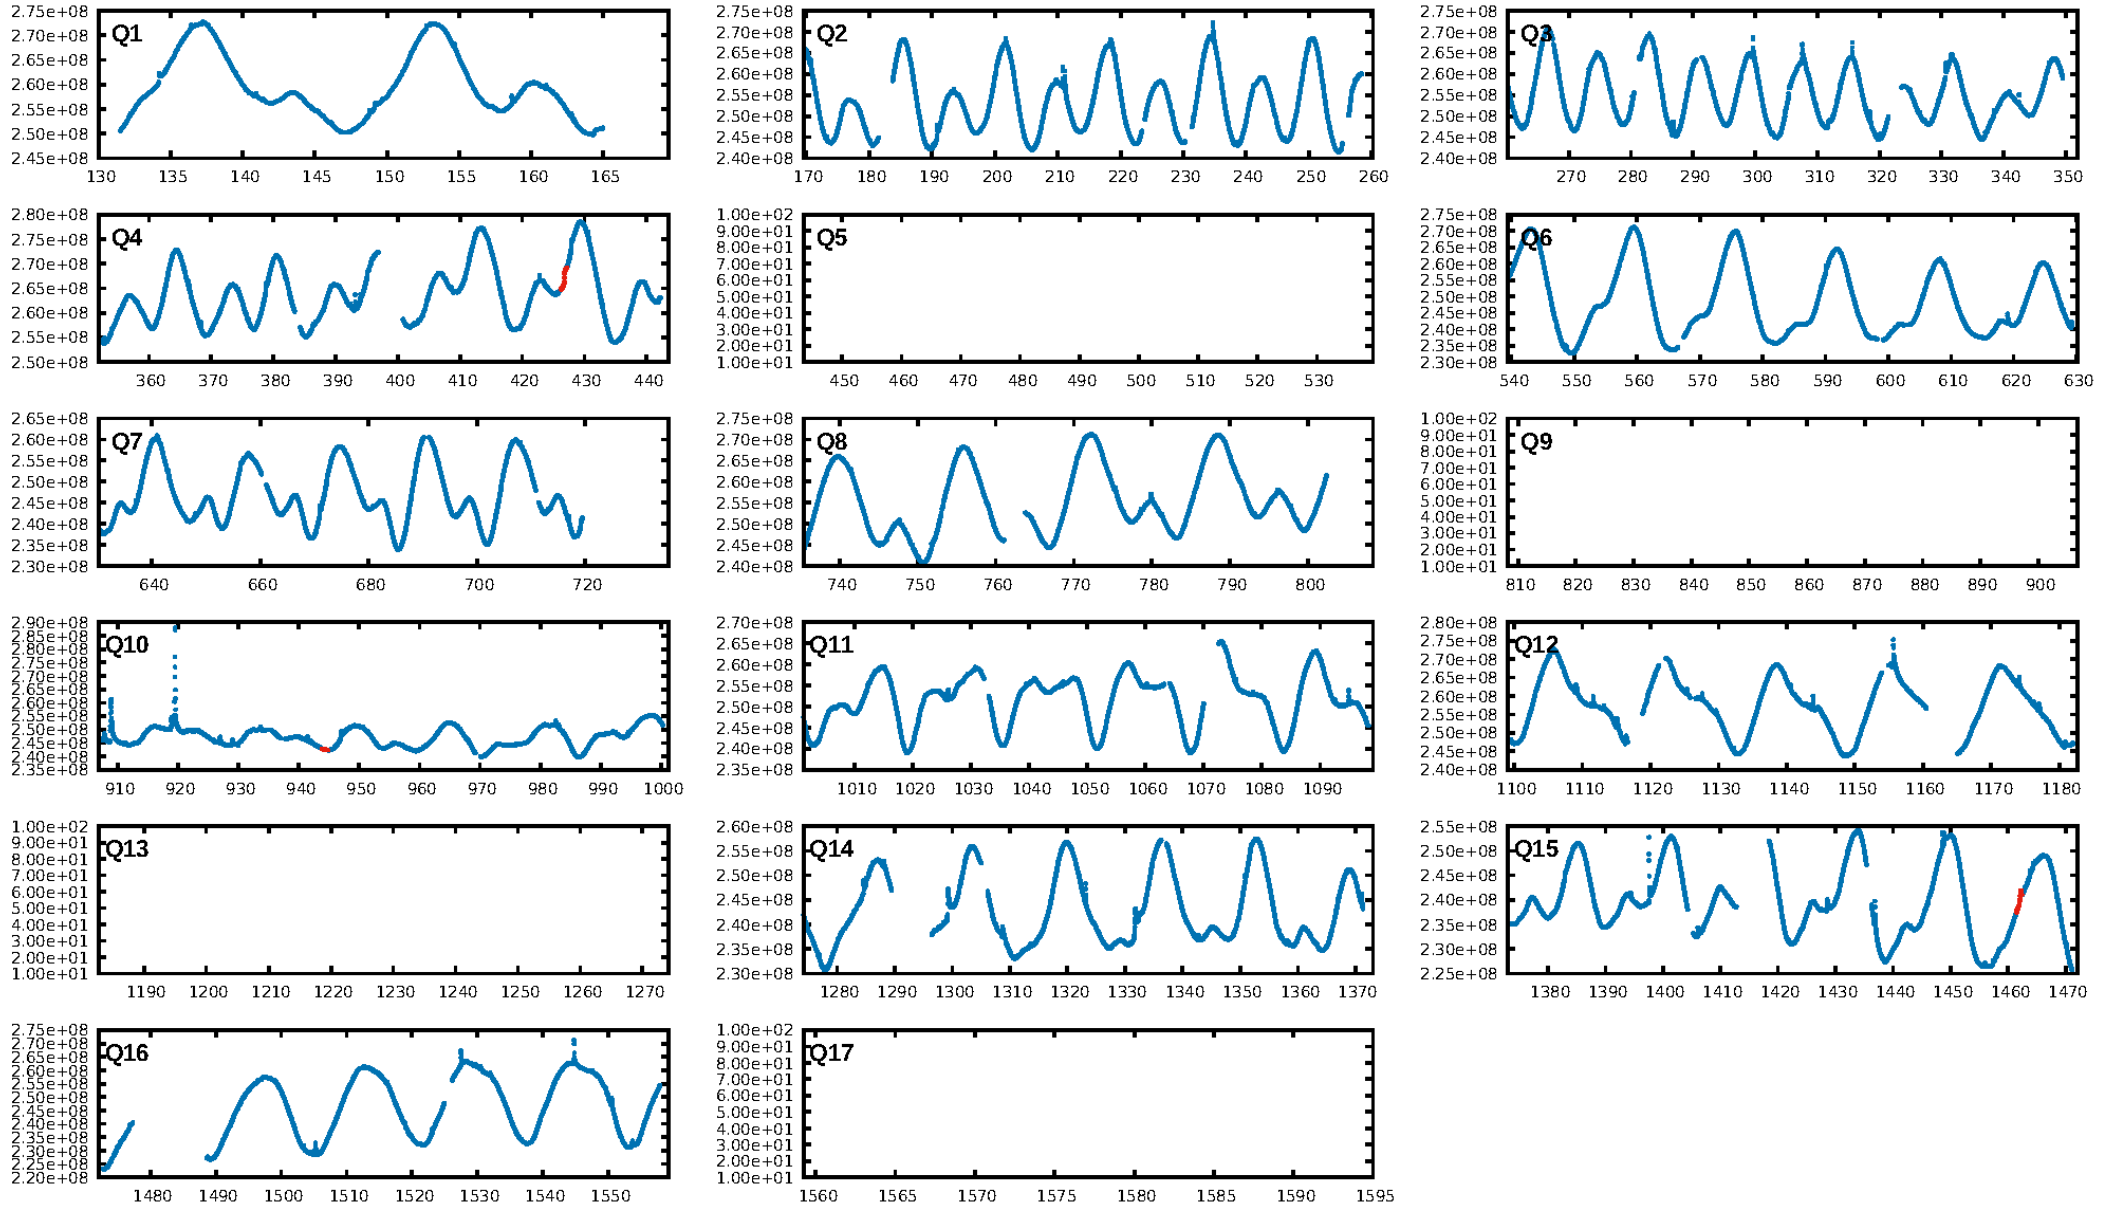 2.75e+08 2.70e+08 2.65e+08 2.60e+08 2.55e+08 2.50e+08 2.45e+08
Q1
130 135 140 145 150 155 160 165
2.75e+08 2.70e+08 2.65e+08 2.60e+08 2.55e+08 2.50e+08 2.45e+08 2.40e+08
Q2
170 180 190 200 210 220 230 240 250 260
2.75e+08 2.70e+08 2.65e+08 2.60e+08 2.55e+08 2.50e+08 2.45e+08 2.40e+08
Q3
270 280 290 300 310 320 330 340 350
2.80e+08 2.75e+08 2.70e+08 2.65e+08 2.60e+08 2.55e+08 2.50e+08
Q4
360 370 380 390 400 410 420 430 440
1.00e+02 9.00e+01 8.00e+01 7.00e+01 6.00e+01 5.00e+01 4.00e+01 3.00e+01 2.00e+01 1.00e+01
Q5
450 460 470 480 490 500 510 520 530
2.75e+08 2.70e+08 2.65e+08 2.60e+08 2.55e+08 2.50e+08 2.45e+08 2.40e+08 2.35e+08 2.30e+08
Q6
540 550 560 570 580 590 600 610 620 630
2.65e+08 2.60e+08 2.55e+08 2.50e+08 2.45e+08 2.40e+08 2.35e+08 2.30e+08
Q7
640 660 680 700 720
2.75e+08 2.70e+08 2.65e+08 2.60e+08 2.55e+08 2.50e+08 2.45e+08 2.40e+08
Q8
740 750 760 770 780 790 800
1.00e+02 9.00e+01 8.00e+01 7.00e+01 6.00e+01 5.00e+01 4.00e+01 3.00e+01 2.00e+01 1.00e+01
Q9
810 820 830 840 850 860 870 880 890 900
2.90e+08 2.85e+08 2.80e+08 2.75e+08 2.70e+08 2.65e+08 2.60e+08 2.55e+08 2.50e+08 2.45e+08 2.40e+08 2.35e+08
Q10
910 920 930 940 950 960 970 980 990 1000
2.70e+08 2.65e+08 2.60e+08 2.55e+08 2.50e+08 2.45e+08 2.40e+08 2.35e+08
Q11
1010 1020 1030 1040 1050 1060 1070 1080 1090
2.80e+08 2.75e+08 2.70e+08 2.65e+08 2.60e+08 2.55e+08 2.50e+08 2.45e+08 2.40e+08
Q12
1100 1110 1120 1130 1140 1150 1160 1170 1180
1.00e+02 9.00e+01 8.00e+01 7.00e+01 6.00e+01 5.00e+01 4.00e+01 3.00e+01 2.00e+01 1.00e+01
Q13
1190 1200 1210 1220 1230 1240 1250 1260 1270
2.60e+08 2.55e+08 2.50e+08 2.45e+08 2.40e+08 2.35e+08 2.30e+08
Q14
1280 1290 1300 1310 1320 1330 1340 1350 1360 1370
2.55e+08 2.50e+08 2.45e+08 2.40e+08 2.35e+08 2.30e+08 2.25e+08
Q15
1380 1390 1400 1410 1420 1430 1440 1450 1460 1470
2.75e+08 2.70e+08 2.65e+08 2.60e+08 2.55e+08 2.50e+08 2.45e+08 2.40e+08 2.35e+08 2.30e+08 2.25e+08 2.20e+08
Q16
1480 1490 1500 1510 1520 1530 1540 1550
1.00e+02 9.00e+01 8.00e+01 7.00e+01 6.00e+01 5.00e+01 4.00e+01 3.00e+01 2.00e+01 1.00e+01
Q17
1560 1565 1570 1575 1580 1585 1590 1595